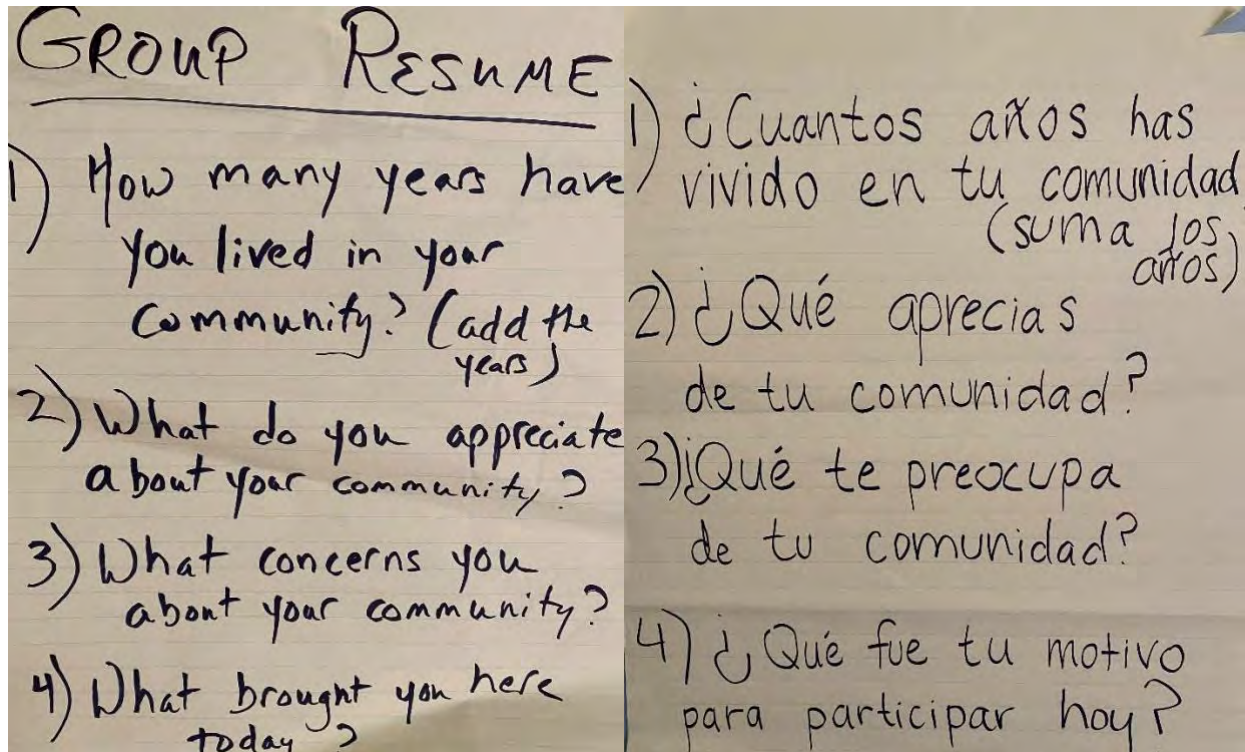 GROUP RESUME
1) How many years have
you lived in your
community? (add the
years)
2) What do you appreciate
about your community?
3) What concerns you
about your community?
4) What brought you here
today?
1) ¿Cuantos años has
vivido en tu comunidad
(suma los
años)
2) ¿Qué aprecias
de tu comunidad?
3) ¿Qué te preocupa
de tu comunidad?
4) ¿Qué fue tu motivo
para participar hoy?